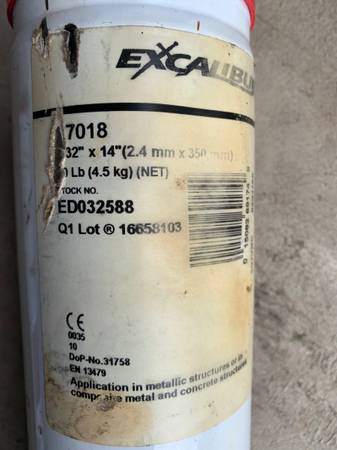 EXCALIBU
7018
32" x 14"(2.4 mm x 350 mm)
Lb (4.5 kg) (NET)
TOCK NO.
ED032588
Q1 Lot ® 16658103
CE
0035
10
DoP-No.31758
EN 13479
Application in metallic structures or in
metal and concrete structures